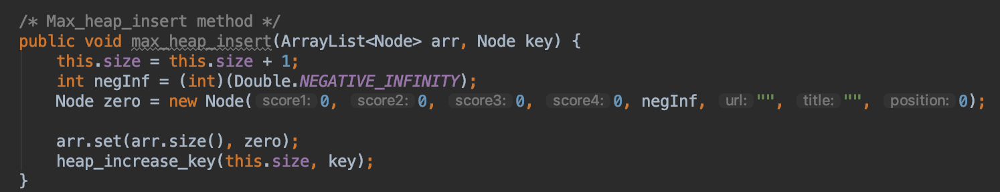 /* Max_heap_insert method */
public void max_heap_insert(ArrayList<Node> arr, Node key) {
    this.size = this.size + 1;
    int negInf = (int)(Double.NEGATIVE_INFINITY);
    Node zero = new Node( score1: 0, score2: 0, score3: 0, score4: 0, negInf, url: "", title: "", position: 0);
    arr.set(arr.size(), zero);
    heap_increase_key(this.size, key);
}